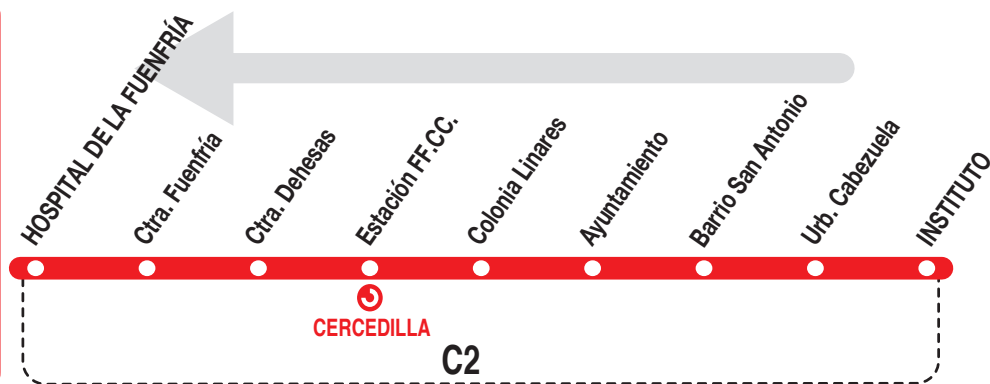 HOSPITAL DE LA FUENFRÍA
Ctra. Fuenfría
Ctra. Dehesas
Estación FF.CC.
Colonia Linares
Ayuntamiento
Barrio San Antonio
Urb. Cabezuela
INSTITUTO
CERCEDILLA
C2